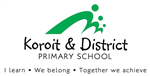 Koroit & District
PRIMARY SCHOOL
I learn • We belong • Together we achieve